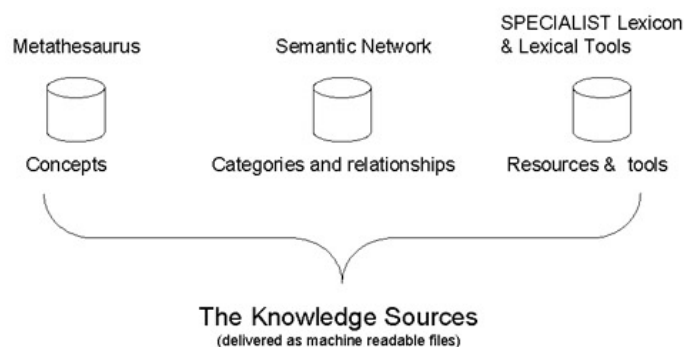 Metathesaurus
Semantic Network
SPECIALIST Lexicon
& Lexical Tools
Concepts
Categories and relationships
Resources & tools
The Knowledge Sources
(delivered as machine readable files)